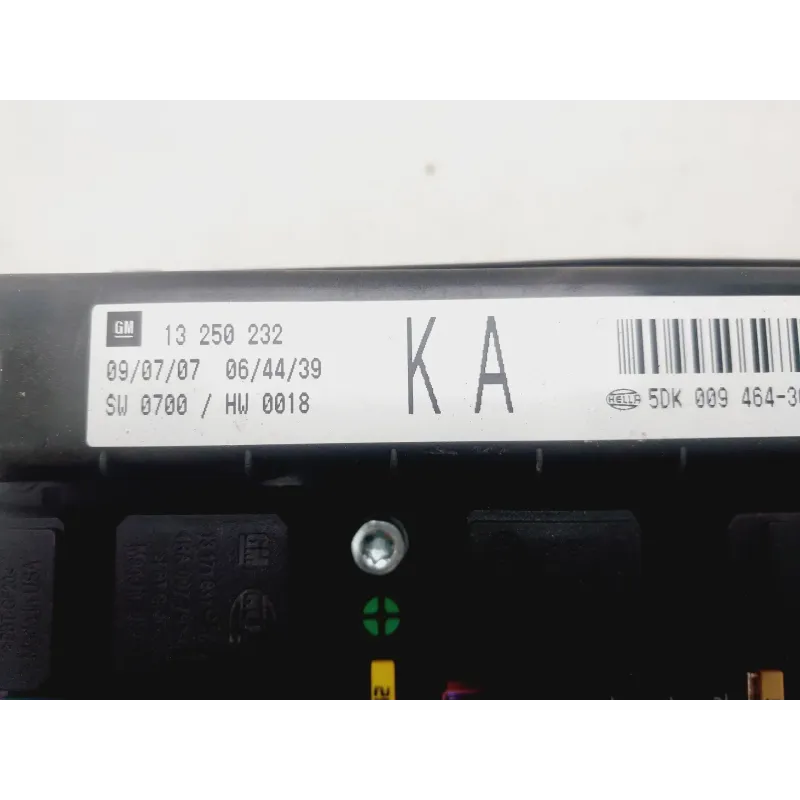 GM 13 250 232
09/07/07 06/44/39
SW 0700 / HW 0018
KA
HELLA 5DK 009 464-3
GM